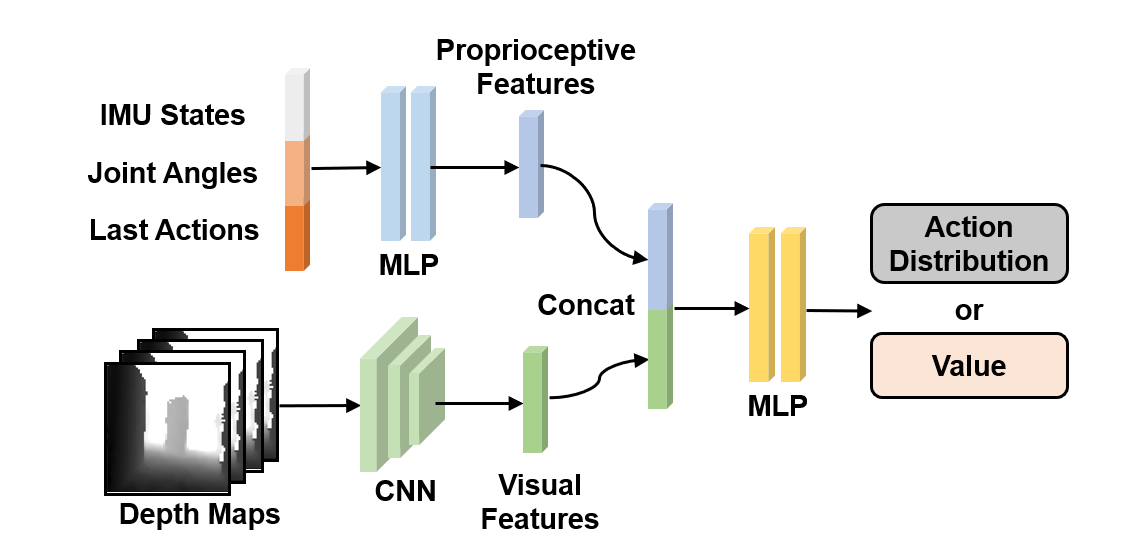 Proprioceptive
Features
IMU States
Joint Angles
Last Actions
MLP
Concat
Action
Distribution
or
Value
MLP
CNN
Visual
Features
Depth Maps